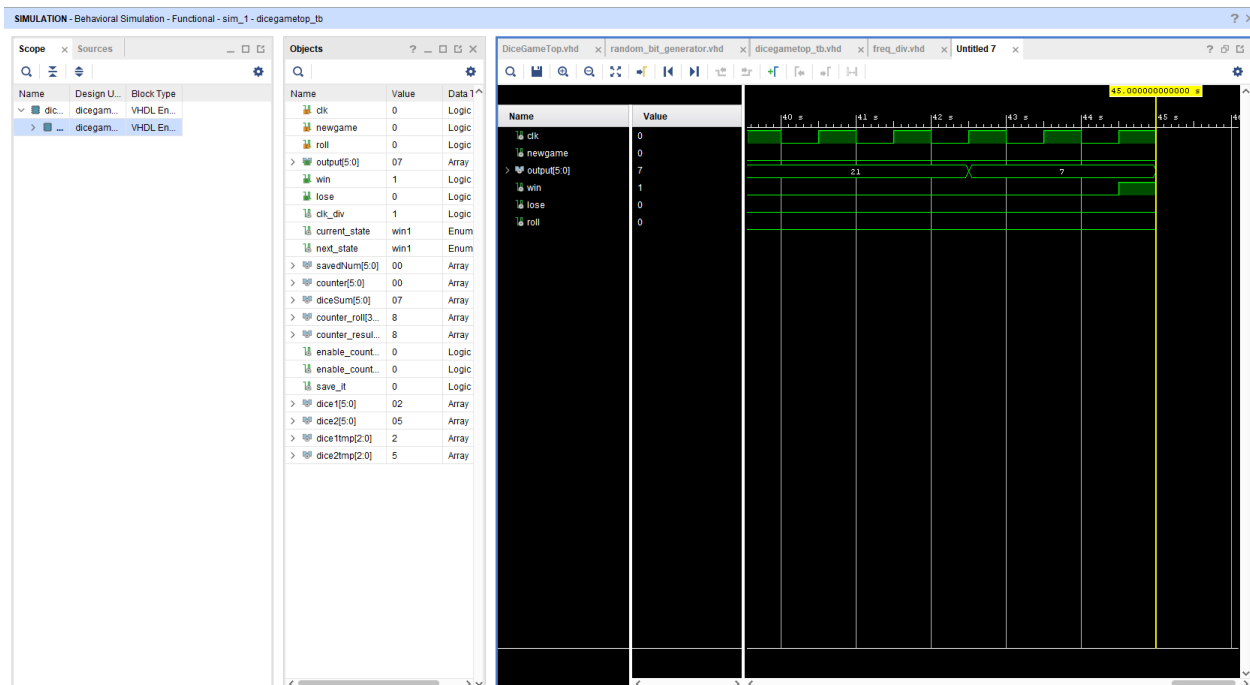 SIMULATION - Behavioral Simulation - Functional - sim_1 - dicegametop_tb
Scope
Sources
Name Design U... Block Type
dic... dicegam... VHDL En...
... dicegam... VHDL En...
Objects
Name Value Data T
clk 0 Logic
newgame 0 Logic
roll 0 Logic
output[5:0] 07 Array
win 1 Logic
lose 0 Logic
clk_div 1 Logic
current_state win1 Enum
next_state win1 Enum
savedNum[5:0] 00 Array
counter[5:0] 00 Array
diceSum[5:0] 07 Array
counter_roll[3... 8 Array
counter_resul... 8 Array
enable_count... 0 Logic
enable_count... 0 Logic
save_it 0 Logic
dice1[5:0] 02 Array
dice2[5:0] 05 Array
dice1tmp[2:0] 2 Array
dice2tmp[2:0] 5 Array
DiceGameTop.vhd random_bit_generator.vhd dicegametop_tb.vhd freq_div.vhd Untitled 7
45.000000000000 s
Name Value
40 s 41 s 42 s 43 s 44 s 45 s 46
clk 0
newgame 0
output[5:0] 7 21 7
win 1
lose 0
roll 0